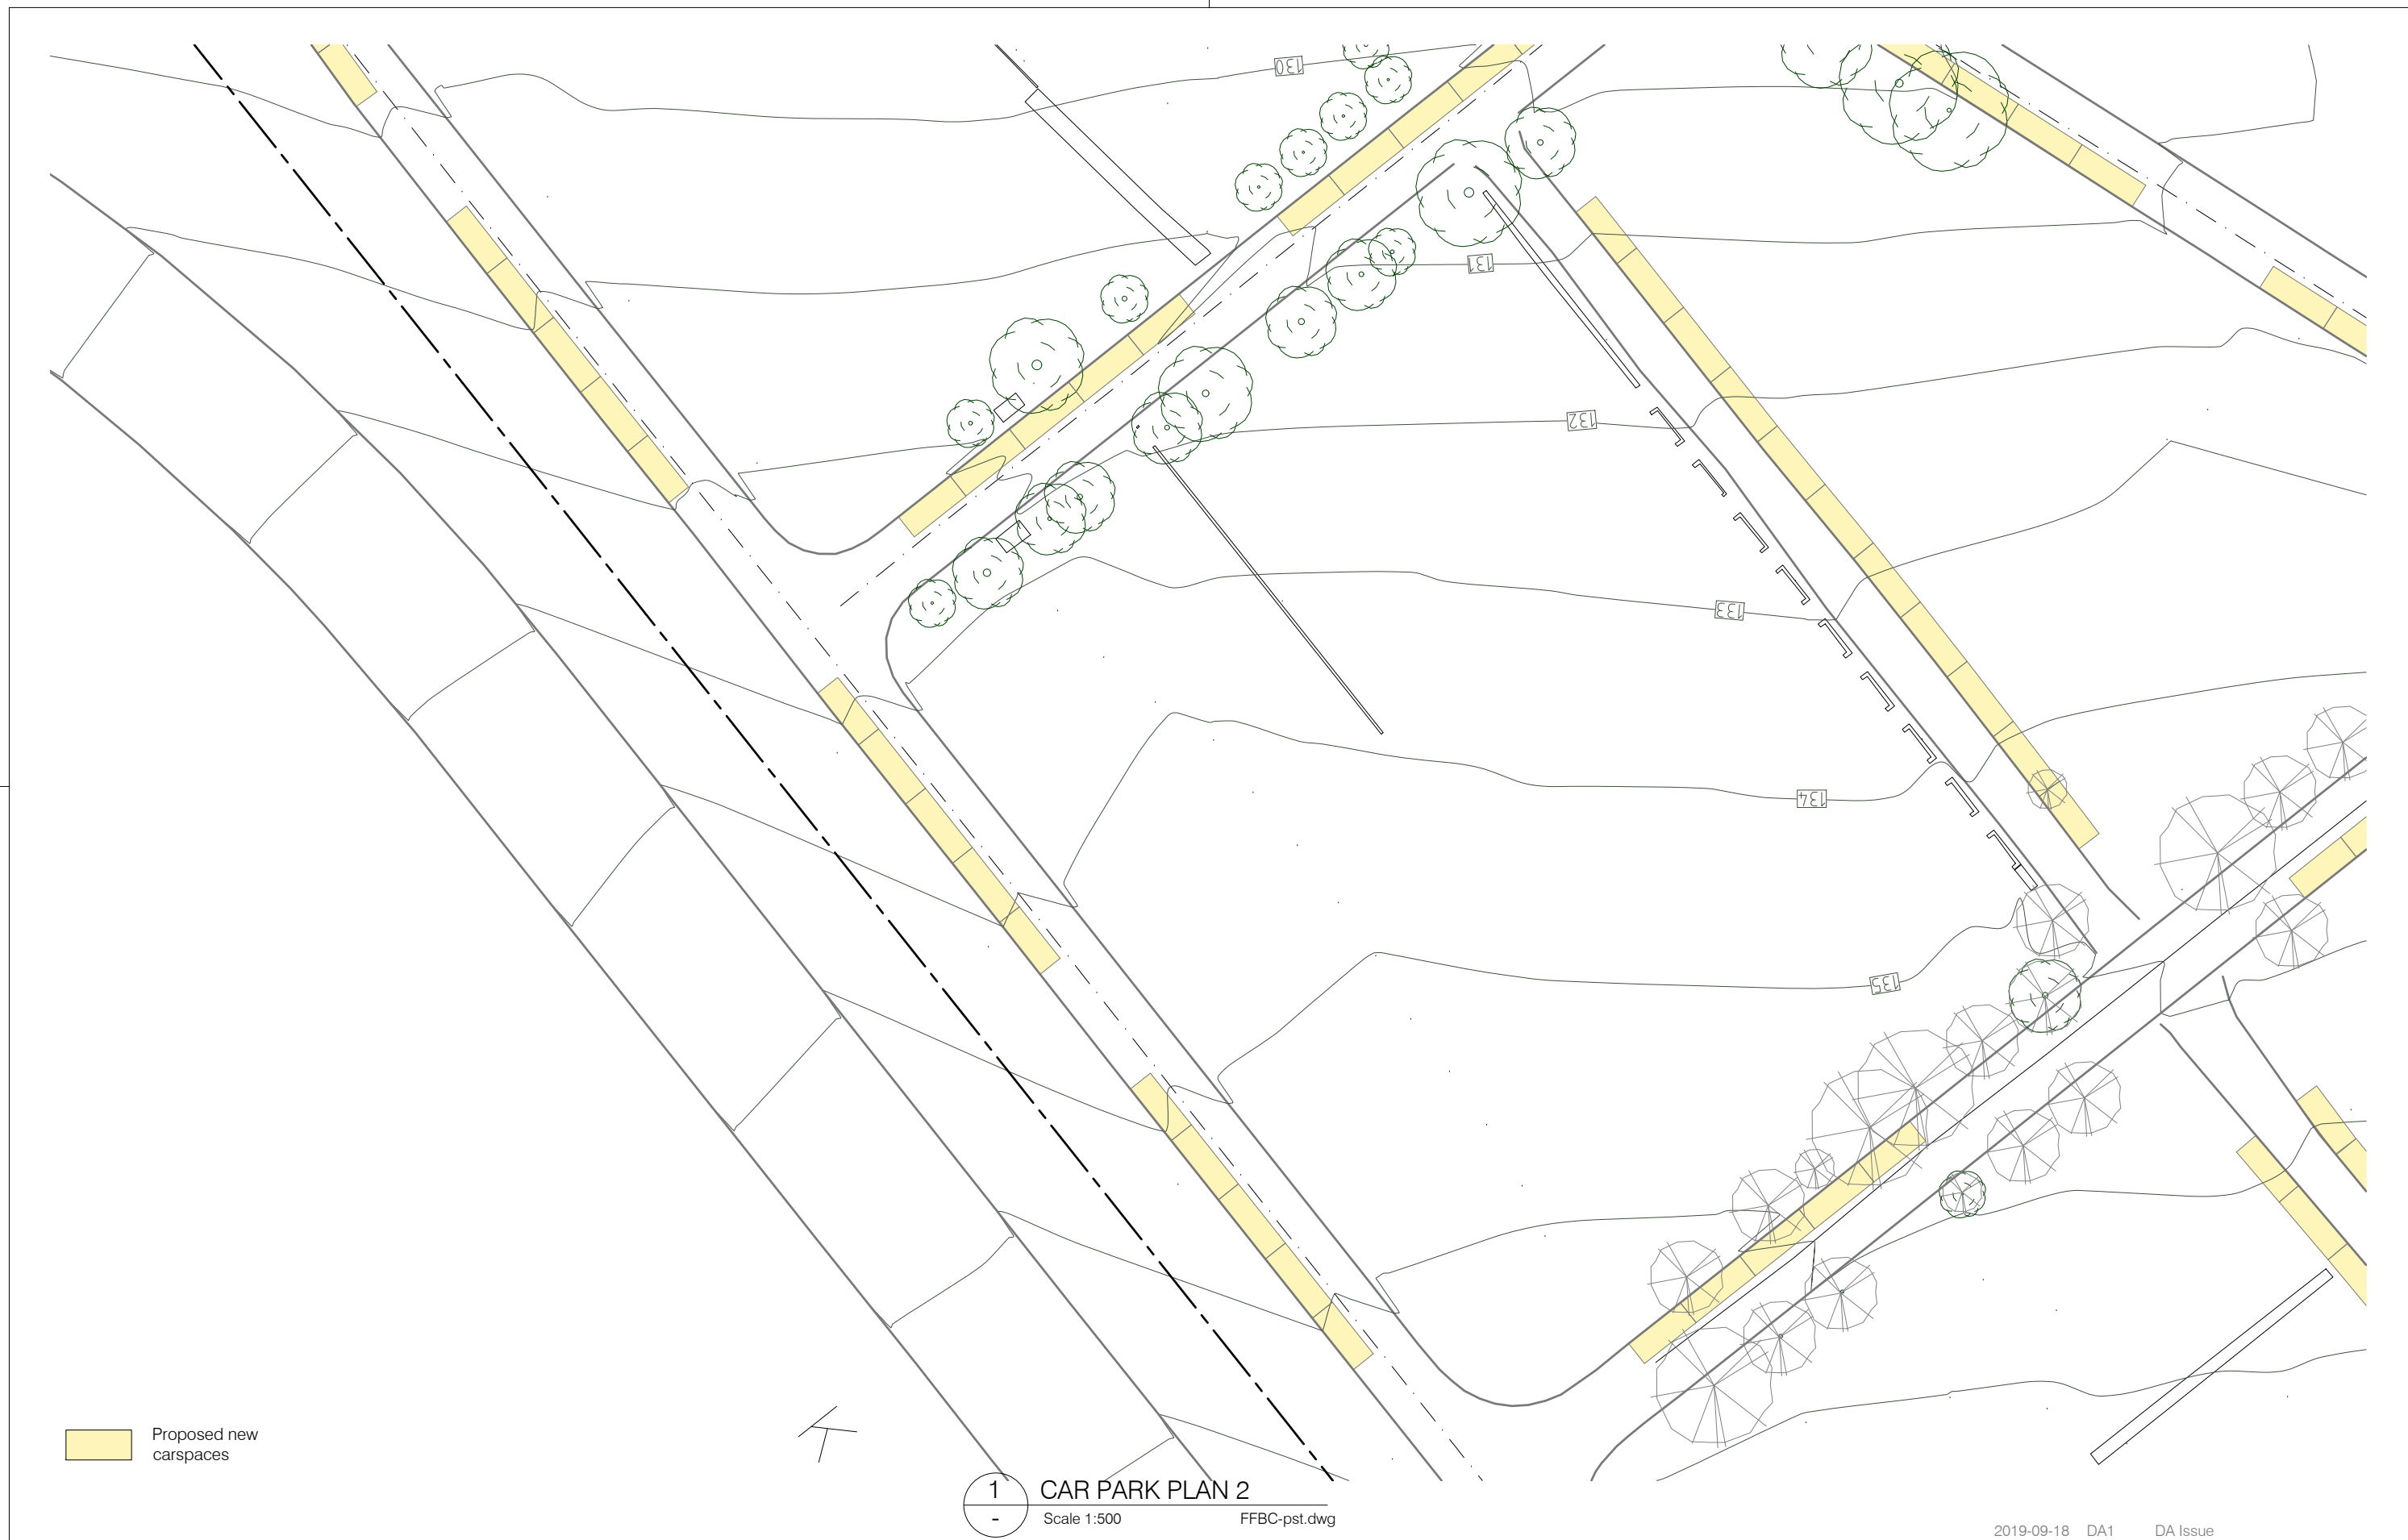 130
131
132
133
134
135
Proposed new
carspaces
1
-
CAR PARK PLAN 2
Scale 1:500
FFBC-pst.dwg
2019-09-18 DA1 DA Issue